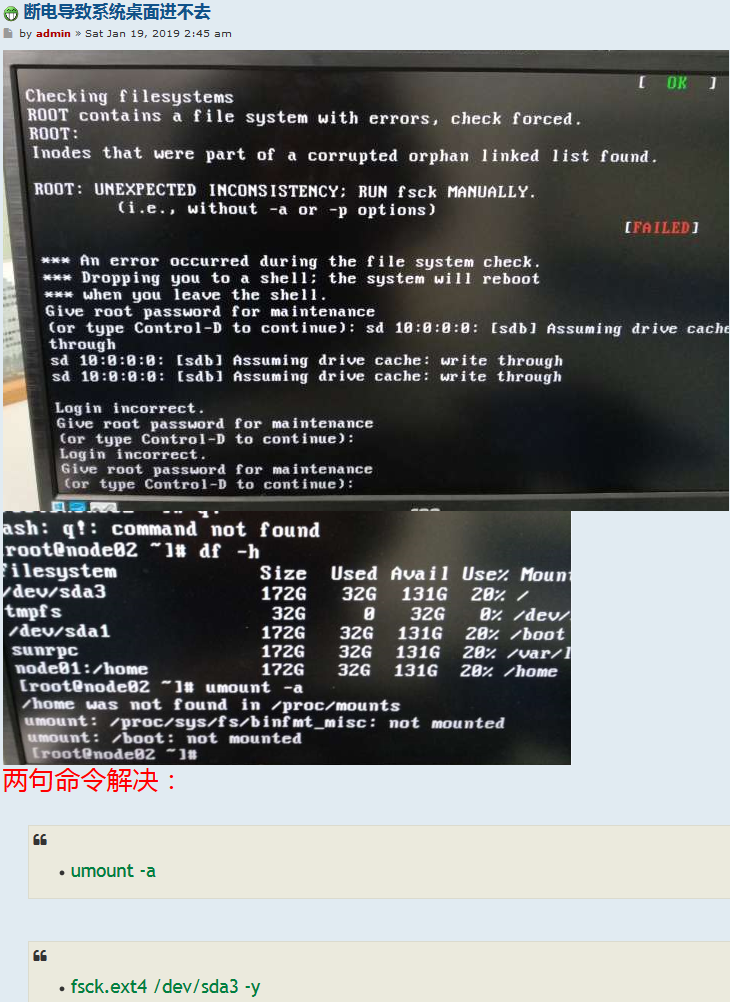 断电导致系统桌面进不去
by admin » Sat Jan 19, 2019 2:45 am
[ OK ]
Checking filesystems
ROOT contains a file system with errors, check forced.
ROOT:
Inodes that were part of a corrupted orphan linked list found.
ROOT: UNEXPECTED INCONSISTENCY; RUN fsck MANUALLY.
(i.e., without -a or -p options)
[FAILED]
*** An error occurred during the file system check.
*** Dropping you to a shell; the system will reboot
*** when you leave the shell.
Give root password for maintenance
(or type Control-D to continue): sd 10:0:0:0: [sdb] Assuming drive cache
through
sd 10:0:0:0: [sdb] Assuming drive cache: write through
sd 10:0:0:0: [sdb] Assuming drive cache: write through
Login incorrect.
Give root password for maintenance
(or type Control-D to continue):
Login incorrect.
Give root password for maintenance
(or type Control-D to continue):
ash: q!: command not found
root@node02 ~]# df -h
Filesystem Size Used Avail Use% Moun
/dev/sda3 172G 32G 131G 20% /
tmpfs 32G 0 32G 0% /dev/
/dev/sda1 172G 32G 131G 20% /boot
sunrpc 172G 32G 131G 20% /var/
node01:/home 172G 32G 131G 20% /home
[root@node02 ~]# umount -a
/home was not found in /proc/mounts
umount: /proc/sys/fs/binfmt_misc: not mounted
umount: /boot: not mounted
[root@node02 ~]#
两句命令解决：
umount -a
fsck.ext4 /dev/sda3 -y